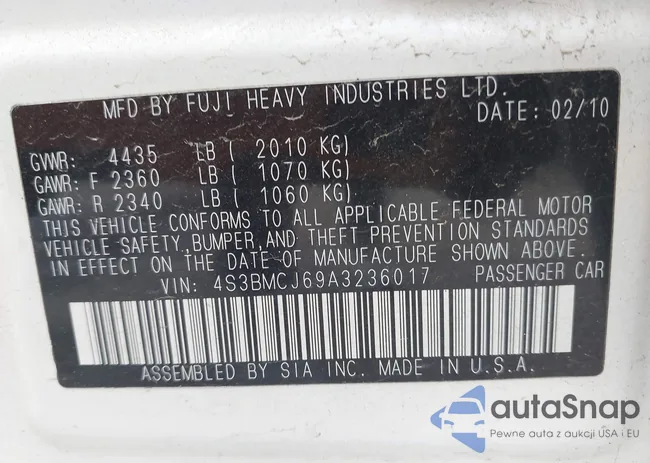 MFD BY FUJI HEAVY INDUSTRIES LTD.
DATE: 02/10
GVWR: 4435 LB ( 2010 KG)
GAWR: F 2360 LB ( 1070 KG)
GAWR: R 2340 LB ( 1060 KG)
THIS VEHICLE CONFORMS TO ALL APPLICABLE FEDERAL MOTOR
VEHICLE SAFETY, BUMPER, AND THEFT PREVENTION STANDARDS
IN EFFECT ON THE DATE OF MANUFACTURE SHOWN ABOVE.
VIN: 4S3BMCJ69A3236017 PASSENGER CAR
ASSEMBLED BY SIA INC. MADE IN U.S.A.
autaSnap
Pewne auta z aukcji USA i EU